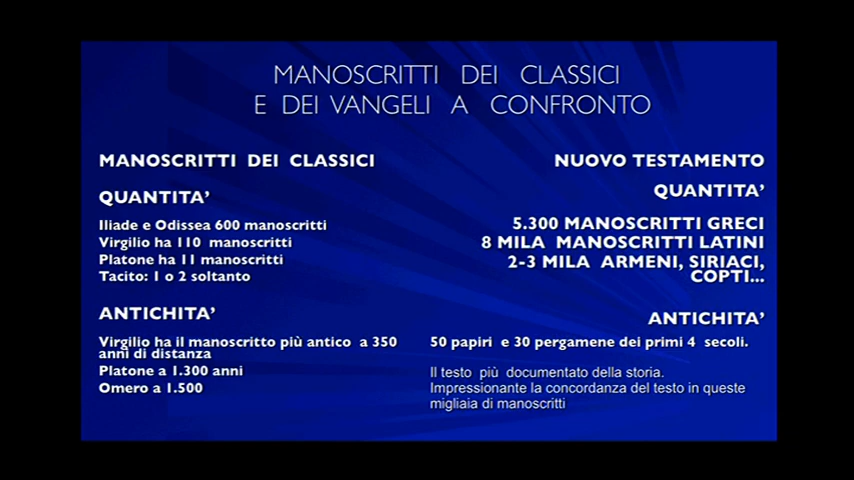 MANOSCRITTI DEI CLASSICI
E DEI VANGELI A CONFRONTO
MANOSCRITTI DEI CLASSICI
QUANTITA’
Iliade e Odissea 600 manoscritti
Virgilio ha 110 manoscritti
Platone ha 11 manoscritti
Tacito: 1 o 2 soltanto
ANTICHITA’
Virgilio ha il manoscritto più antico a 350
anni di distanza
Platone a 1.300 anni
Omero a 1.500
NUOVO TESTAMENTO
QUANTITA’
5.300 MANOSCRITTI GRECI
8 MILA MANOSCRITTI LATINI
2-3 MILA ARMENI, SIRIACI,
COPTI...
ANTICHITA’
50 papiri e 30 pergamene dei primi 4 secoli.
Il testo più documentato della storia.
Impressionante la concordanza del testo in queste
migliaia di manoscritti